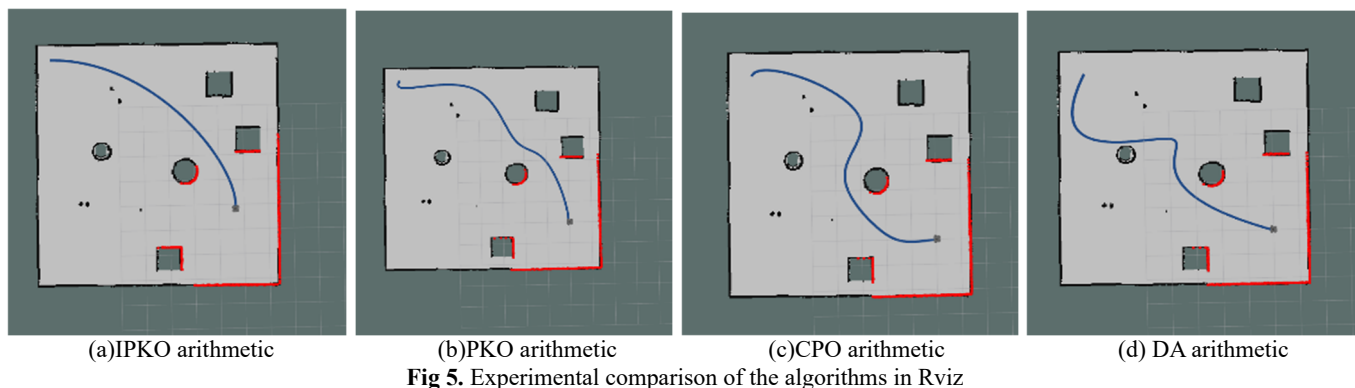 (a)IPKO arithmetic (b)PKO arithmetic (c)CPO arithmetic (d) DA arithmetic
Fig 5. Experimental comparison of the algorithms in Rviz